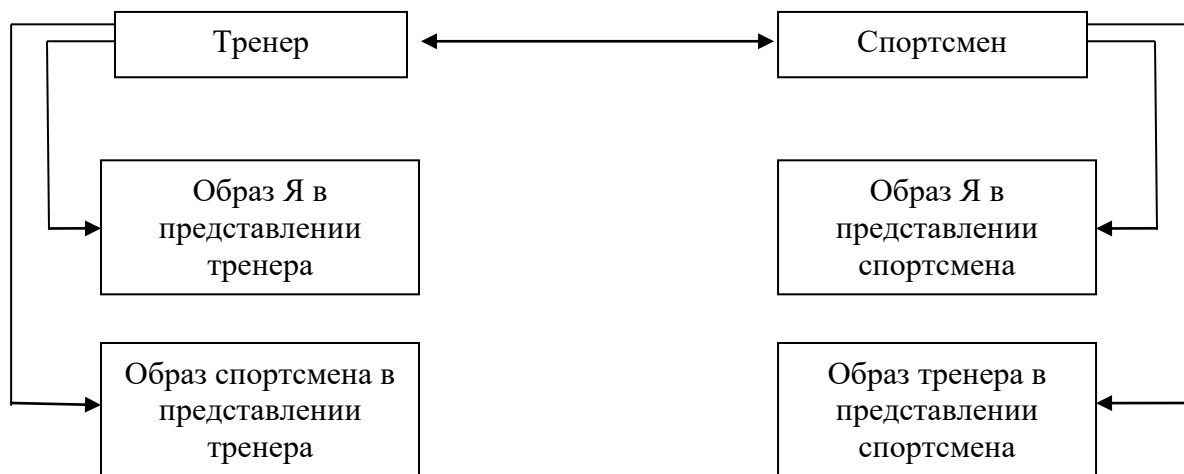 Тренер
Спортсмен
Образ Я в
представлении
тренера
Образ Я в
представлении
спортсмена
Образ спортсмена в
представлении
тренера
Образ тренера в
представлении
спортсмена